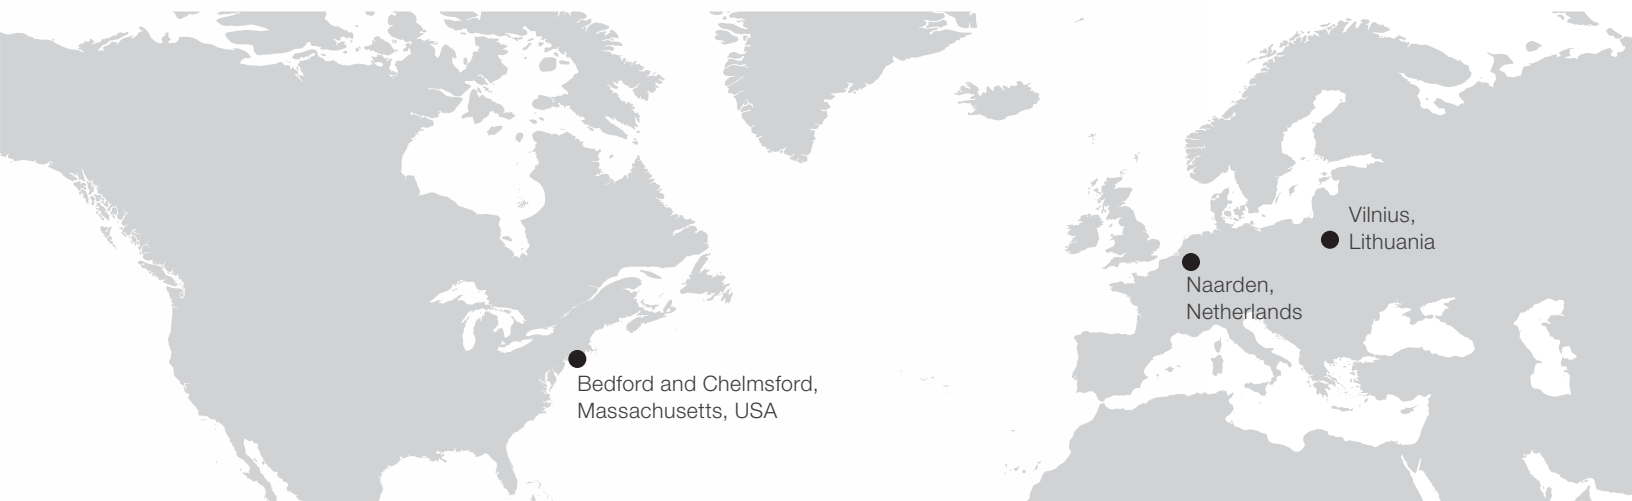 Vilnius,
Lithuania
Naarden,
Netherlands
Bedford and Chelmsford,
Massachusetts, USA